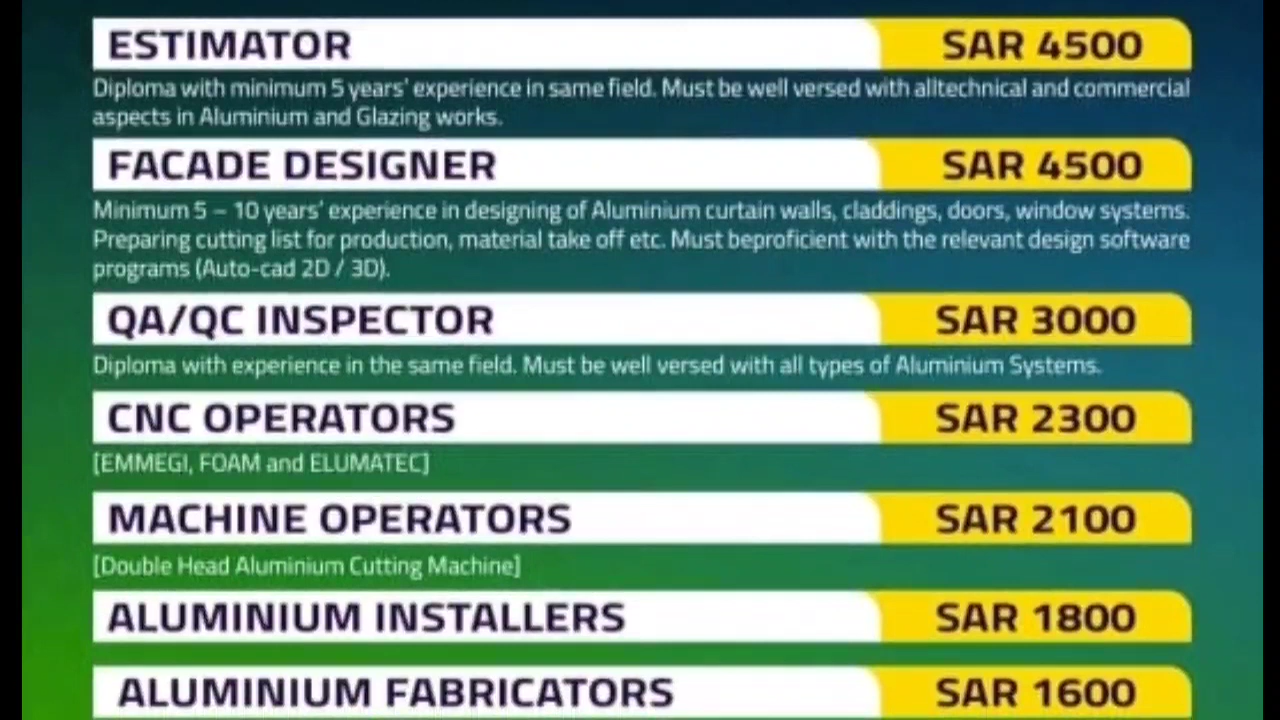 ESTIMATOR SAR 4500
Diploma with minimum 5 years' experience in same field. Must be well versed with alltechnical and commercial
aspects in Aluminium and Glazing works.
FACADE DESIGNER SAR 4500
Minimum 5 – 10 years' experience in designing of Aluminium curtain walls, claddings, doors, window systems.
Preparing cutting list for production, material take off etc. Must beproficient with the relevant design software
programs (Auto-cad 2D / 3D).
QA/QC INSPECTOR SAR 3000
Diploma with experience in the same field. Must be well versed with all types of Aluminium Systems.
CNC OPERATORS SAR 2300
[EMMEGI, FOAM and ELUMATEC]
MACHINE OPERATORS SAR 2100
[Double Head Aluminium Cutting Machine]
ALUMINIUM INSTALLERS SAR 1800
ALUMINIUM FABRICATORS SAR 1600